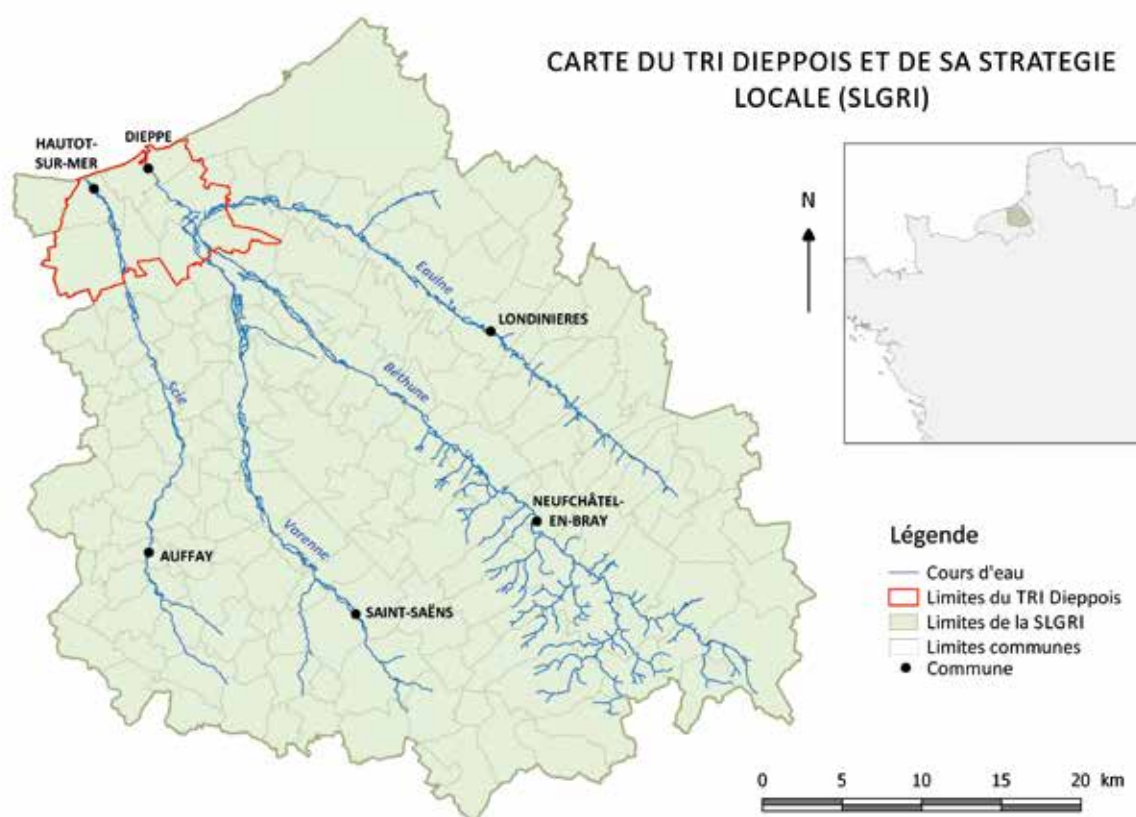 CARTE DU TRI DIEPPOIS ET DE SA STRATEGIE
LOCALE (SLGRI)
DIEPPE
HAUTOT-
SUR-MER
N
Eaulne
LONDINIERES
Béthune
Scie
NEUFCHÂTEL-
EN-BRAY
Varenne
AUFFAY
SAINT-SAËNS
Légende
Cours d'eau
Limites du TRI Dieppois
Limites de la SLGRI
Limites communes
Commune
0 5 10 15 20 km